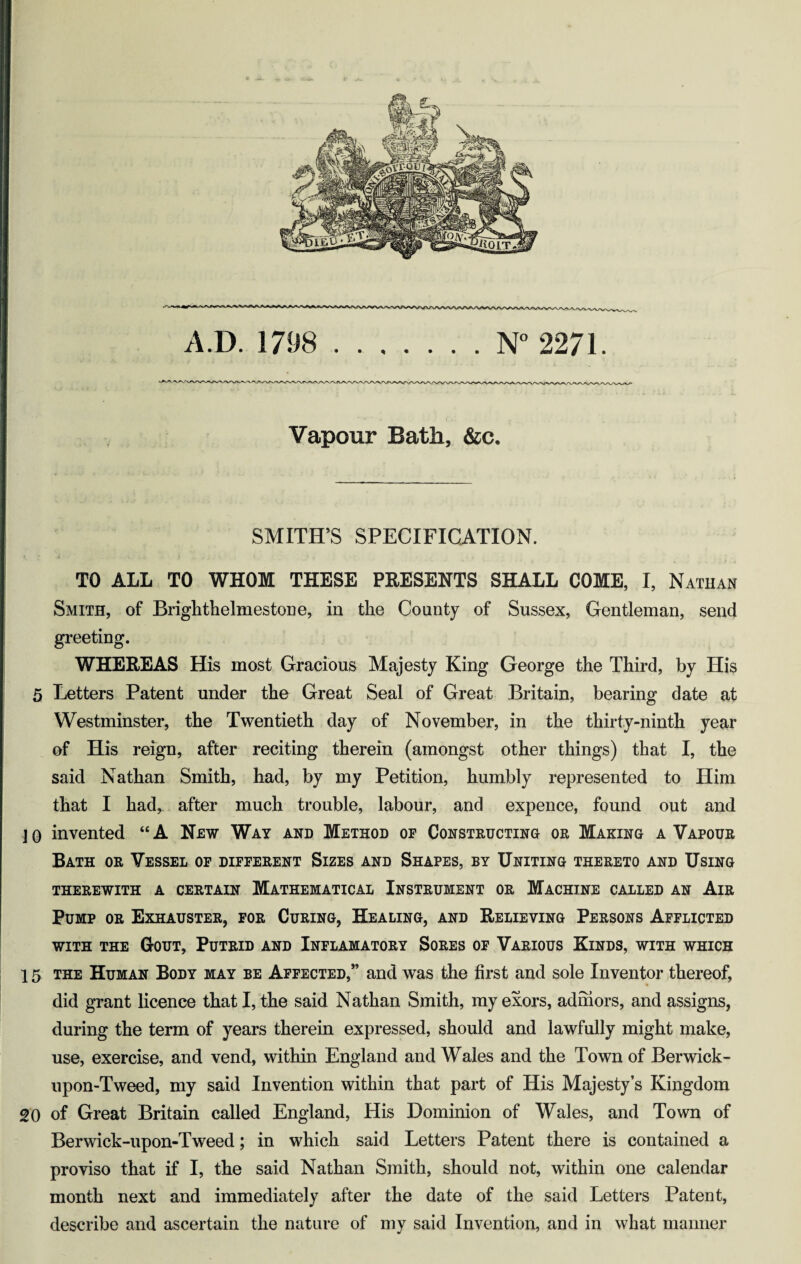 HONI SOIT QUI MAL
DIEU · ET · MON · DROIT
A.D. 1798 . . . . . . . . N° 2271.
Vapour Bath, &c.
SMITH'S SPECIFICATION.
TO ALL TO WHOM THESE PRESENTS SHALL COME, I, NATHAN
SMITH, of Brighthelmestone, in the County of Sussex, Gentleman, send
greeting.
WHEREAS His most Gracious Majesty King George the Third, by His
5 Letters Patent under the Great Seal of Great Britain, bearing date at
Westminster, the Twentieth day of November, in the thirty-ninth year
of His reign, after reciting therein (amongst other things) that I, the
said Nathan Smith, had, by my Petition, humbly represented to Him
that I had, after much trouble, labour, and expence, found out and
10 invented “A NEW WAY AND METHOD OF CONSTRUCTING OR MAKING A VAPOUR
BATH OR VESSEL OF DIFFERENT SIZES AND SHAPES, BY UNITING THERETO AND USING
THEREWITH A CERTAIN MATHEMATICAL INSTRUMENT OR MACHINE CALLED AN AIR
PUMP OR EXHAUSTER, FOR CURING, HEALING, AND RELIEVING PERSONS AFFLICTED
WITH THE GOUT, PUTRID AND INFLAMATORY SORES OF VARIOUS KINDS, WITH WHICH
15 THE HUMAN BODY MAY BE AFFECTED,” and was the first and sole Inventor thereof,
did grant licence that I, the said Nathan Smith, my exors, admors, and assigns,
during the term of years therein expressed, should and lawfully might make,
use, exercise, and vend, within England and Wales and the Town of Berwick-
upon-Tweed, my said Invention within that part of His Majesty's Kingdom
20 of Great Britain called England, His Dominion of Wales, and Town of
Berwick-upon-Tweed; in which said Letters Patent there is contained a
proviso that if I, the said Nathan Smith, should not, within one calendar
month next and immediately after the date of the said Letters Patent,
describe and ascertain the nature of my said Invention, and in what manner